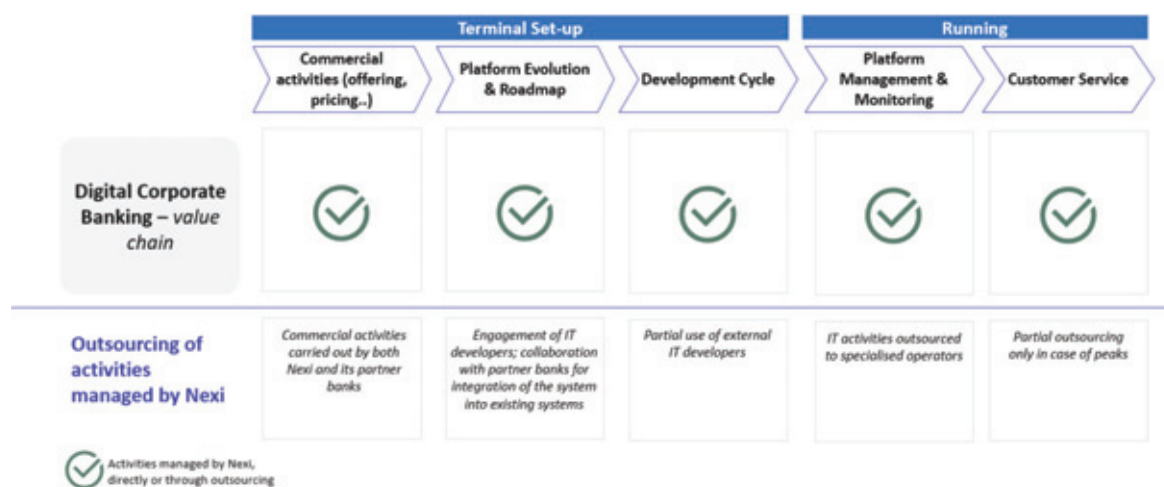 Terminal Set-up
Running
Commercial
activities (offering,
pricing..)
Platform Evolution
& Roadmap
Development Cycle
Platform
Management &
Monitoring
Customer Service
Digital Corporate
Banking – value
chain
Outsourcing of
activities
managed by Nexi
Commercial activities
carried out by both
Nexi and its partner
banks
Engagement of IT
developers; collaboration
with partner banks for
integration of the system
into existing systems
Partial use of external
IT developers
IT activities outsourced
to specialised operators
Partial outsourcing
only in case of peaks
Activities managed by Nexi,
directly or through outsourcing